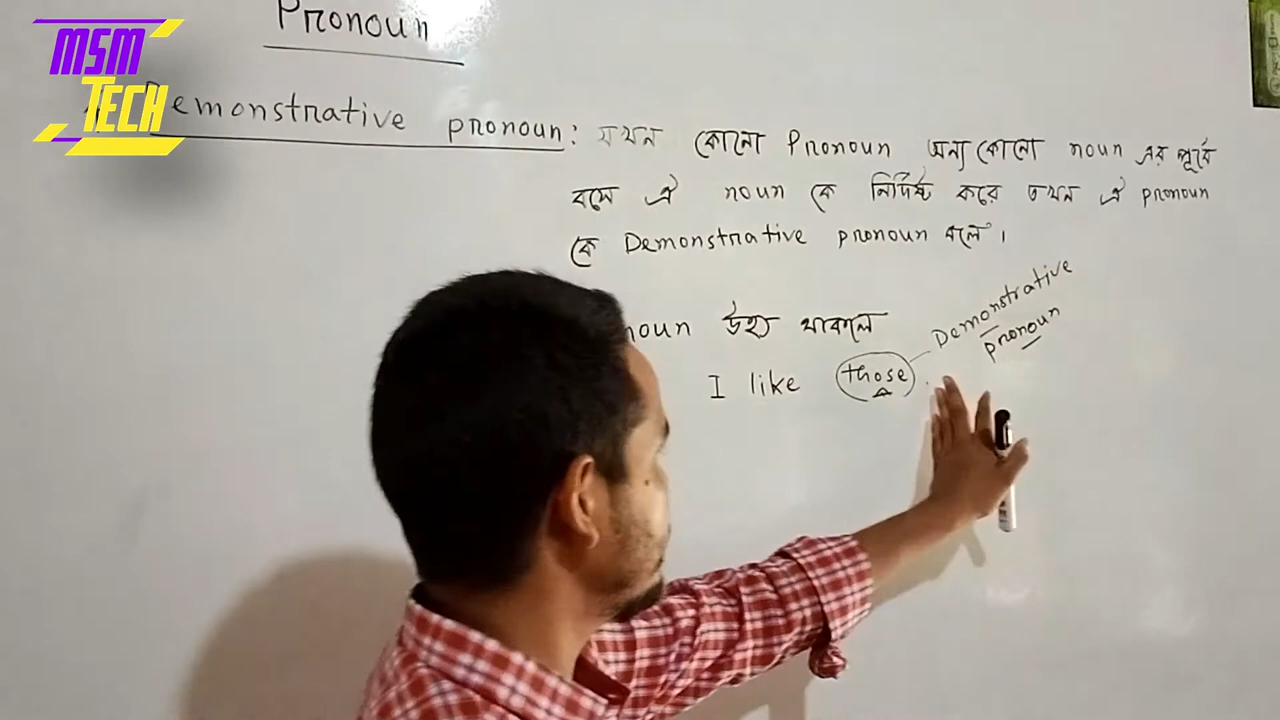 MSM
TECH
Pronoun
Demonstrative pronoun: যখন কোনো Pronoun অন্য কোনো noun এর পূর্বে
বসে ঐ noun কে নির্দিষ্ট করে তখন ঐ pronoun
কে Demonstrative pronoun বলে।
noun উহ্য থাকলে
Demonstrative
pronoun
I like those